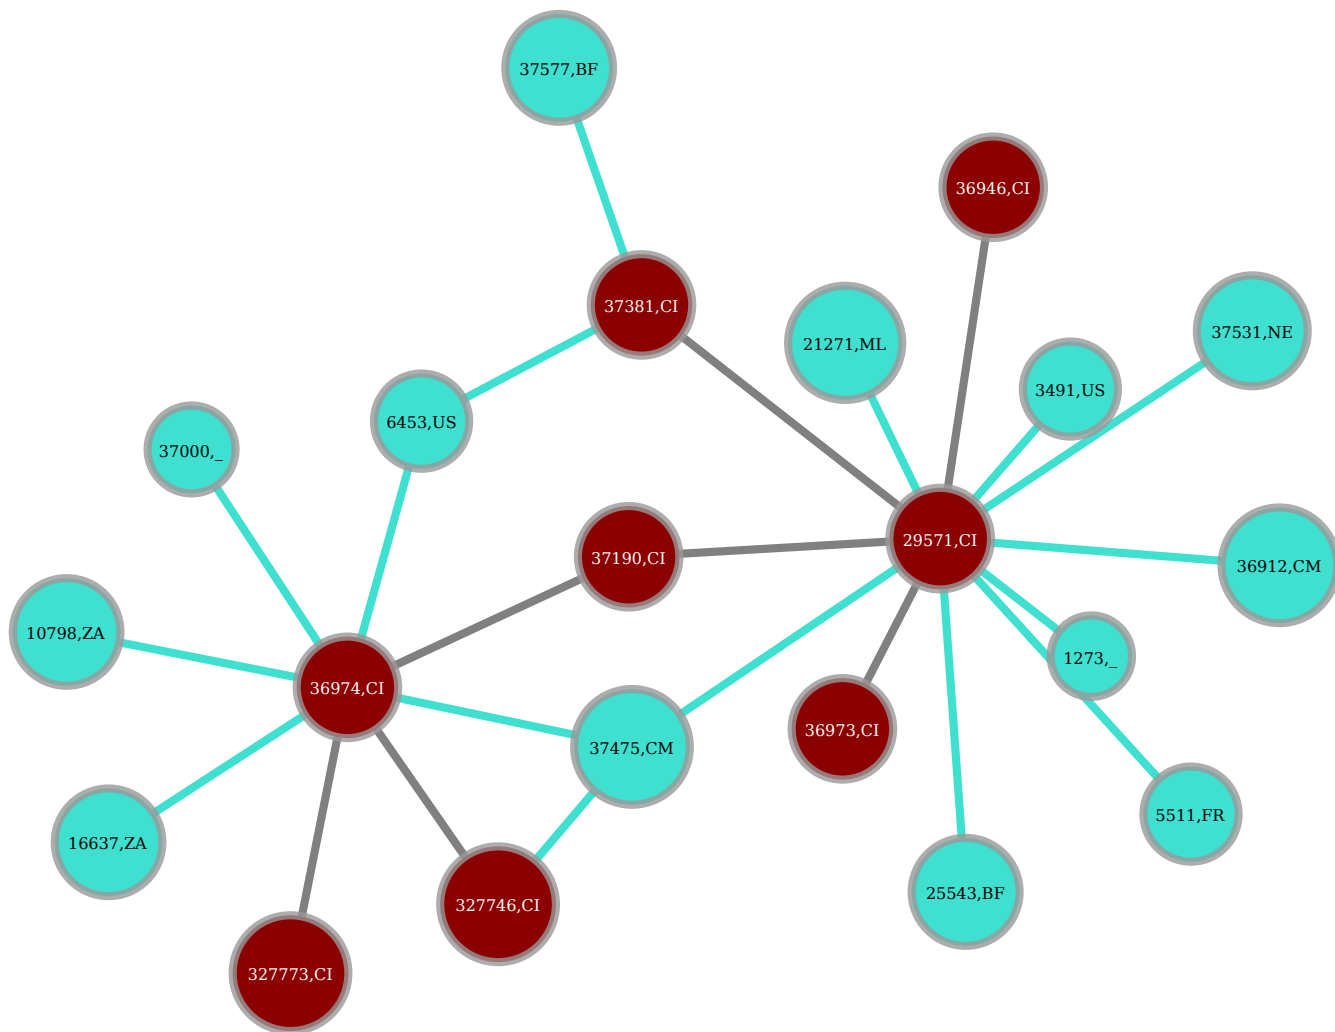 37577,BF
36946,CI
37381,CI
37531,NE
21271,ML
3491,US
6453,US
37000,_
29571,CI
37190,CI
36912,CM
10798,ZA
1273,_
36974,CI
36973,CI
37475,CM
5511,FR
16637,ZA
25543,BF
327746,CI
327773,CI